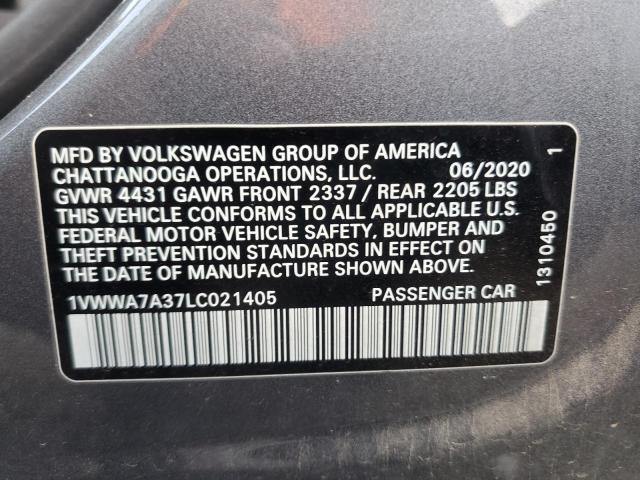 MFD BY VOLKSWAGEN GROUP OF AMERICA
CHATTANOOGA OPERATIONS, LLC. 06/2020
GVWR 4431 GAWR FRONT 2337 / REAR 2205 LBS
THIS VEHICLE CONFORMS TO ALL APPLICABLE U.S.
FEDERAL MOTOR VEHICLE SAFETY, BUMPER AND
THEFT PREVENTION STANDARDS IN EFFECT ON
THE DATE OF MANUFACTURE SHOWN ABOVE.
1VWWA7A37LC021405 PASSENGER CAR
1310450 1